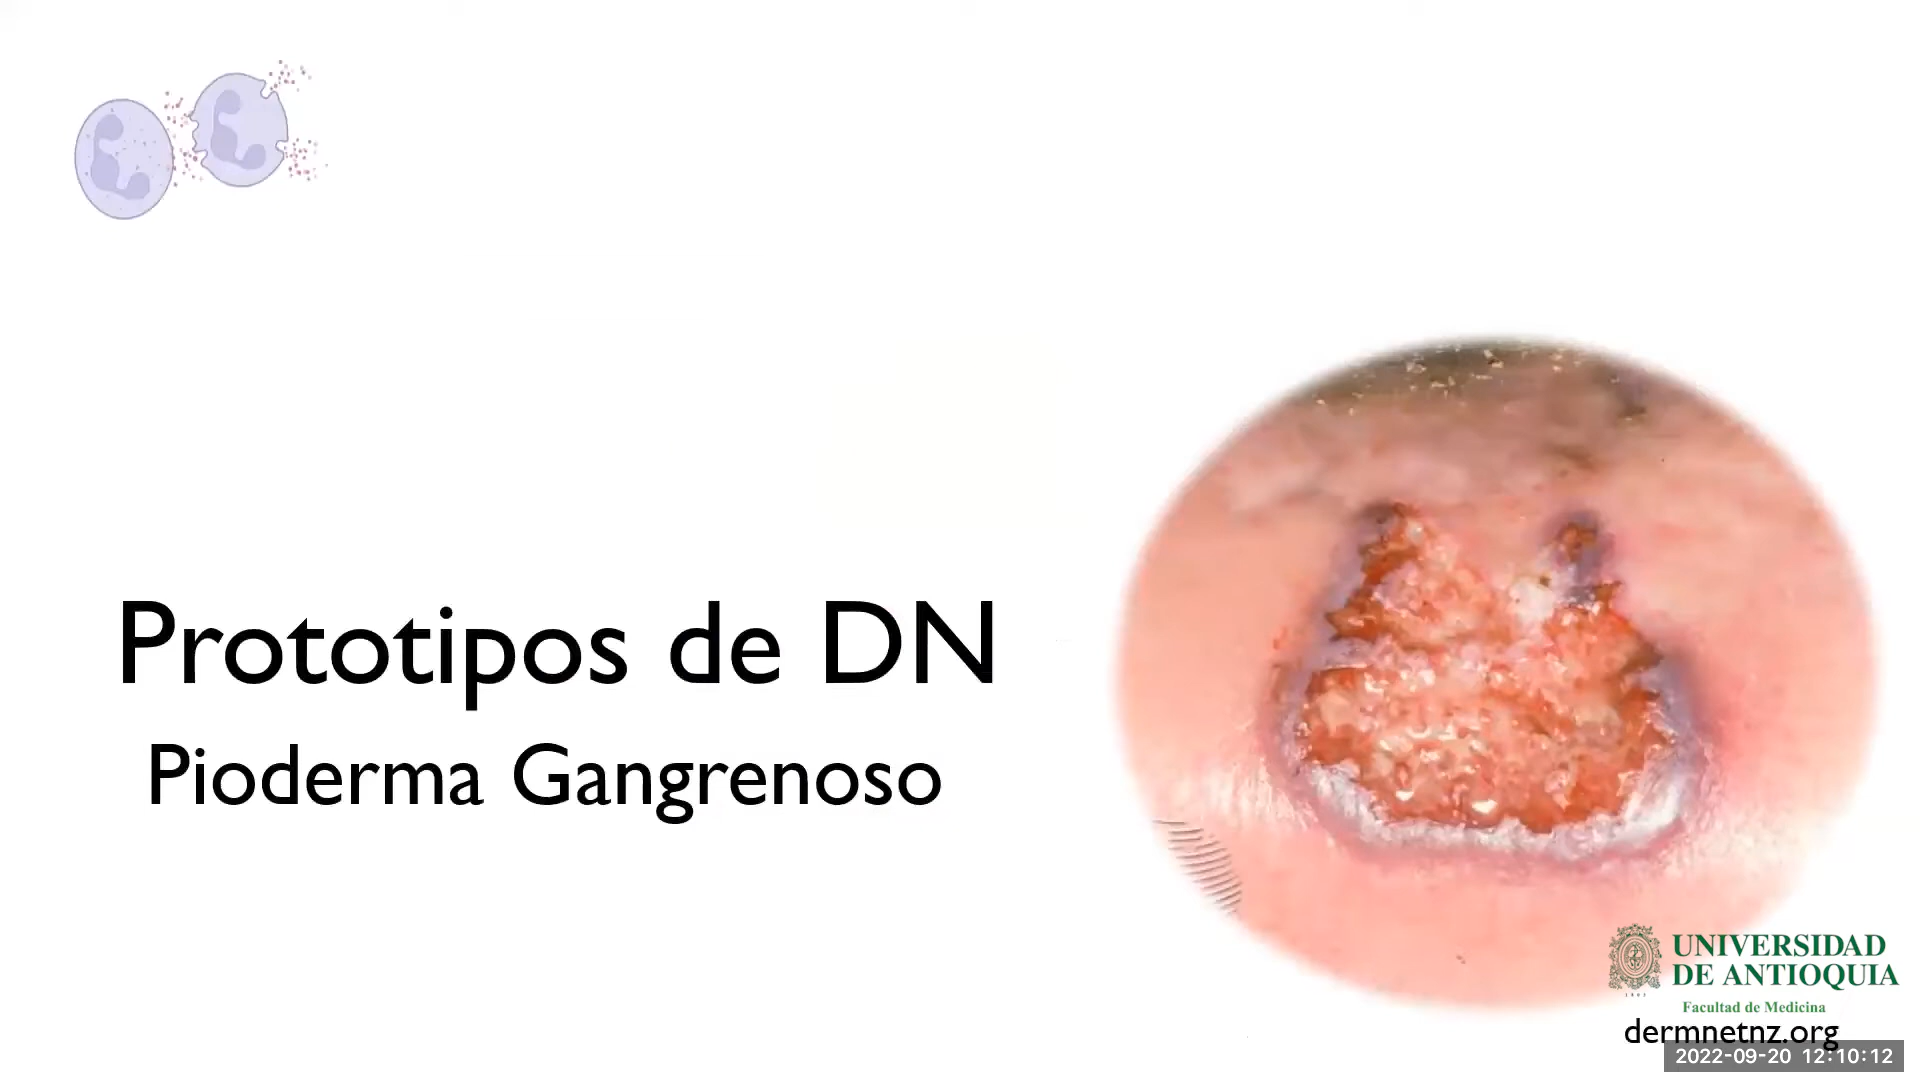 Prototipos de DN
Pioderma Gangrenoso
UNIVERSIDAD
DE ANTIOQUIA
1803
Facultad de Medicina
dermnetnz.org
2022-09-20 12:10:12